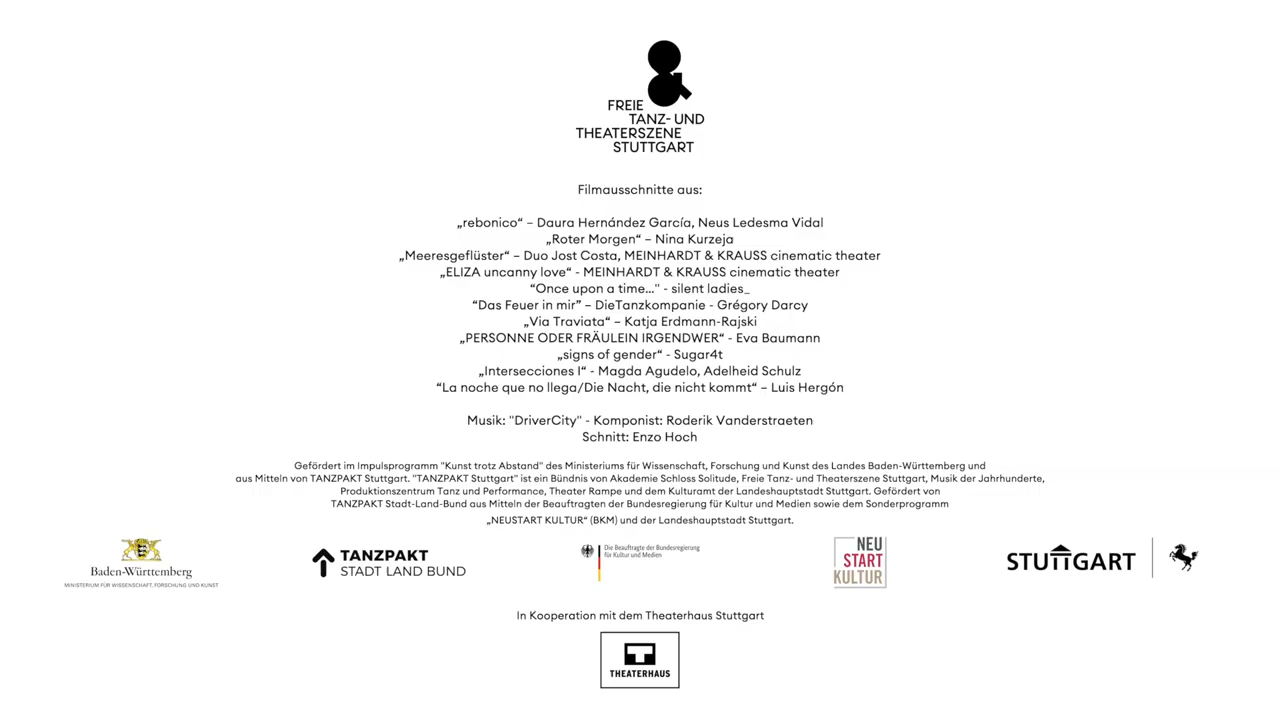 FREIE
TANZ- UND
THEATERSZENE
STUTTGART
Filmausschnitte aus:
„rebonico“ – Daura Hernández García, Neus Ledesma Vidal
„Roter Morgen“ – Nina Kurzeja
„Meeresgeflüster“ – Duo Jost Costa, MEINHARDT & KRAUSS cinematic theater
„ELIZA uncanny love“ - MEINHARDT & KRAUSS cinematic theater
“Once upon a time..." - silent ladies_
“Das Feuer in mir” – DieTanzkompanie - Grégory Darcy
„Via Traviata“ – Katja Erdmann-Rajski
„PERSONNE ODER FRÄULEIN IRGENDWER“ - Eva Baumann
„signs of gender“ - Sugar4t
„Intersecciones I“ - Magda Agudelo, Adelheid Schulz
“La noche que no llega/Die Nacht, die nicht kommt“ – Luis Hergón
Musik: "DriverCity" - Komponist: Roderik Vanderstraeten
Schnitt: Enzo Hoch
Gefördert im Impulsprogramm "Kunst trotz Abstand" des Ministeriums für Wissenschaft, Forschung und Kunst des Landes Baden-Württemberg und
aus Mitteln von TANZPAKT Stuttgart. "TANZPAKT Stuttgart" ist ein Bündnis von Akademie Schloss Solitude, Freie Tanz- und Theaterszene Stuttgart, Musik der Jahrhunderte,
Produktionszentrum Tanz und Performance, Theater Rampe und dem Kulturamt der Landeshauptstadt Stuttgart. Gefördert von
TANZPAKT Stadt-Land-Bund aus Mitteln der Beauftragten der Bundesregierung für Kultur und Medien sowie dem Sonderprogramm
„NEUSTART KULTUR“ (BKM) und der Landeshauptstadt Stuttgart.
Baden-Württemberg
MINISTERIUM FÜR WISSENSCHAFT, FORSCHUNG UND KUNST
TANZPAKT
STADT LAND BUND
Die Beauftragte der Bundesregierung
für Kultur und Medien
NEU
START
KULTUR
STUTTGART
In Kooperation mit dem Theaterhaus Stuttgart
THEATERHAUS